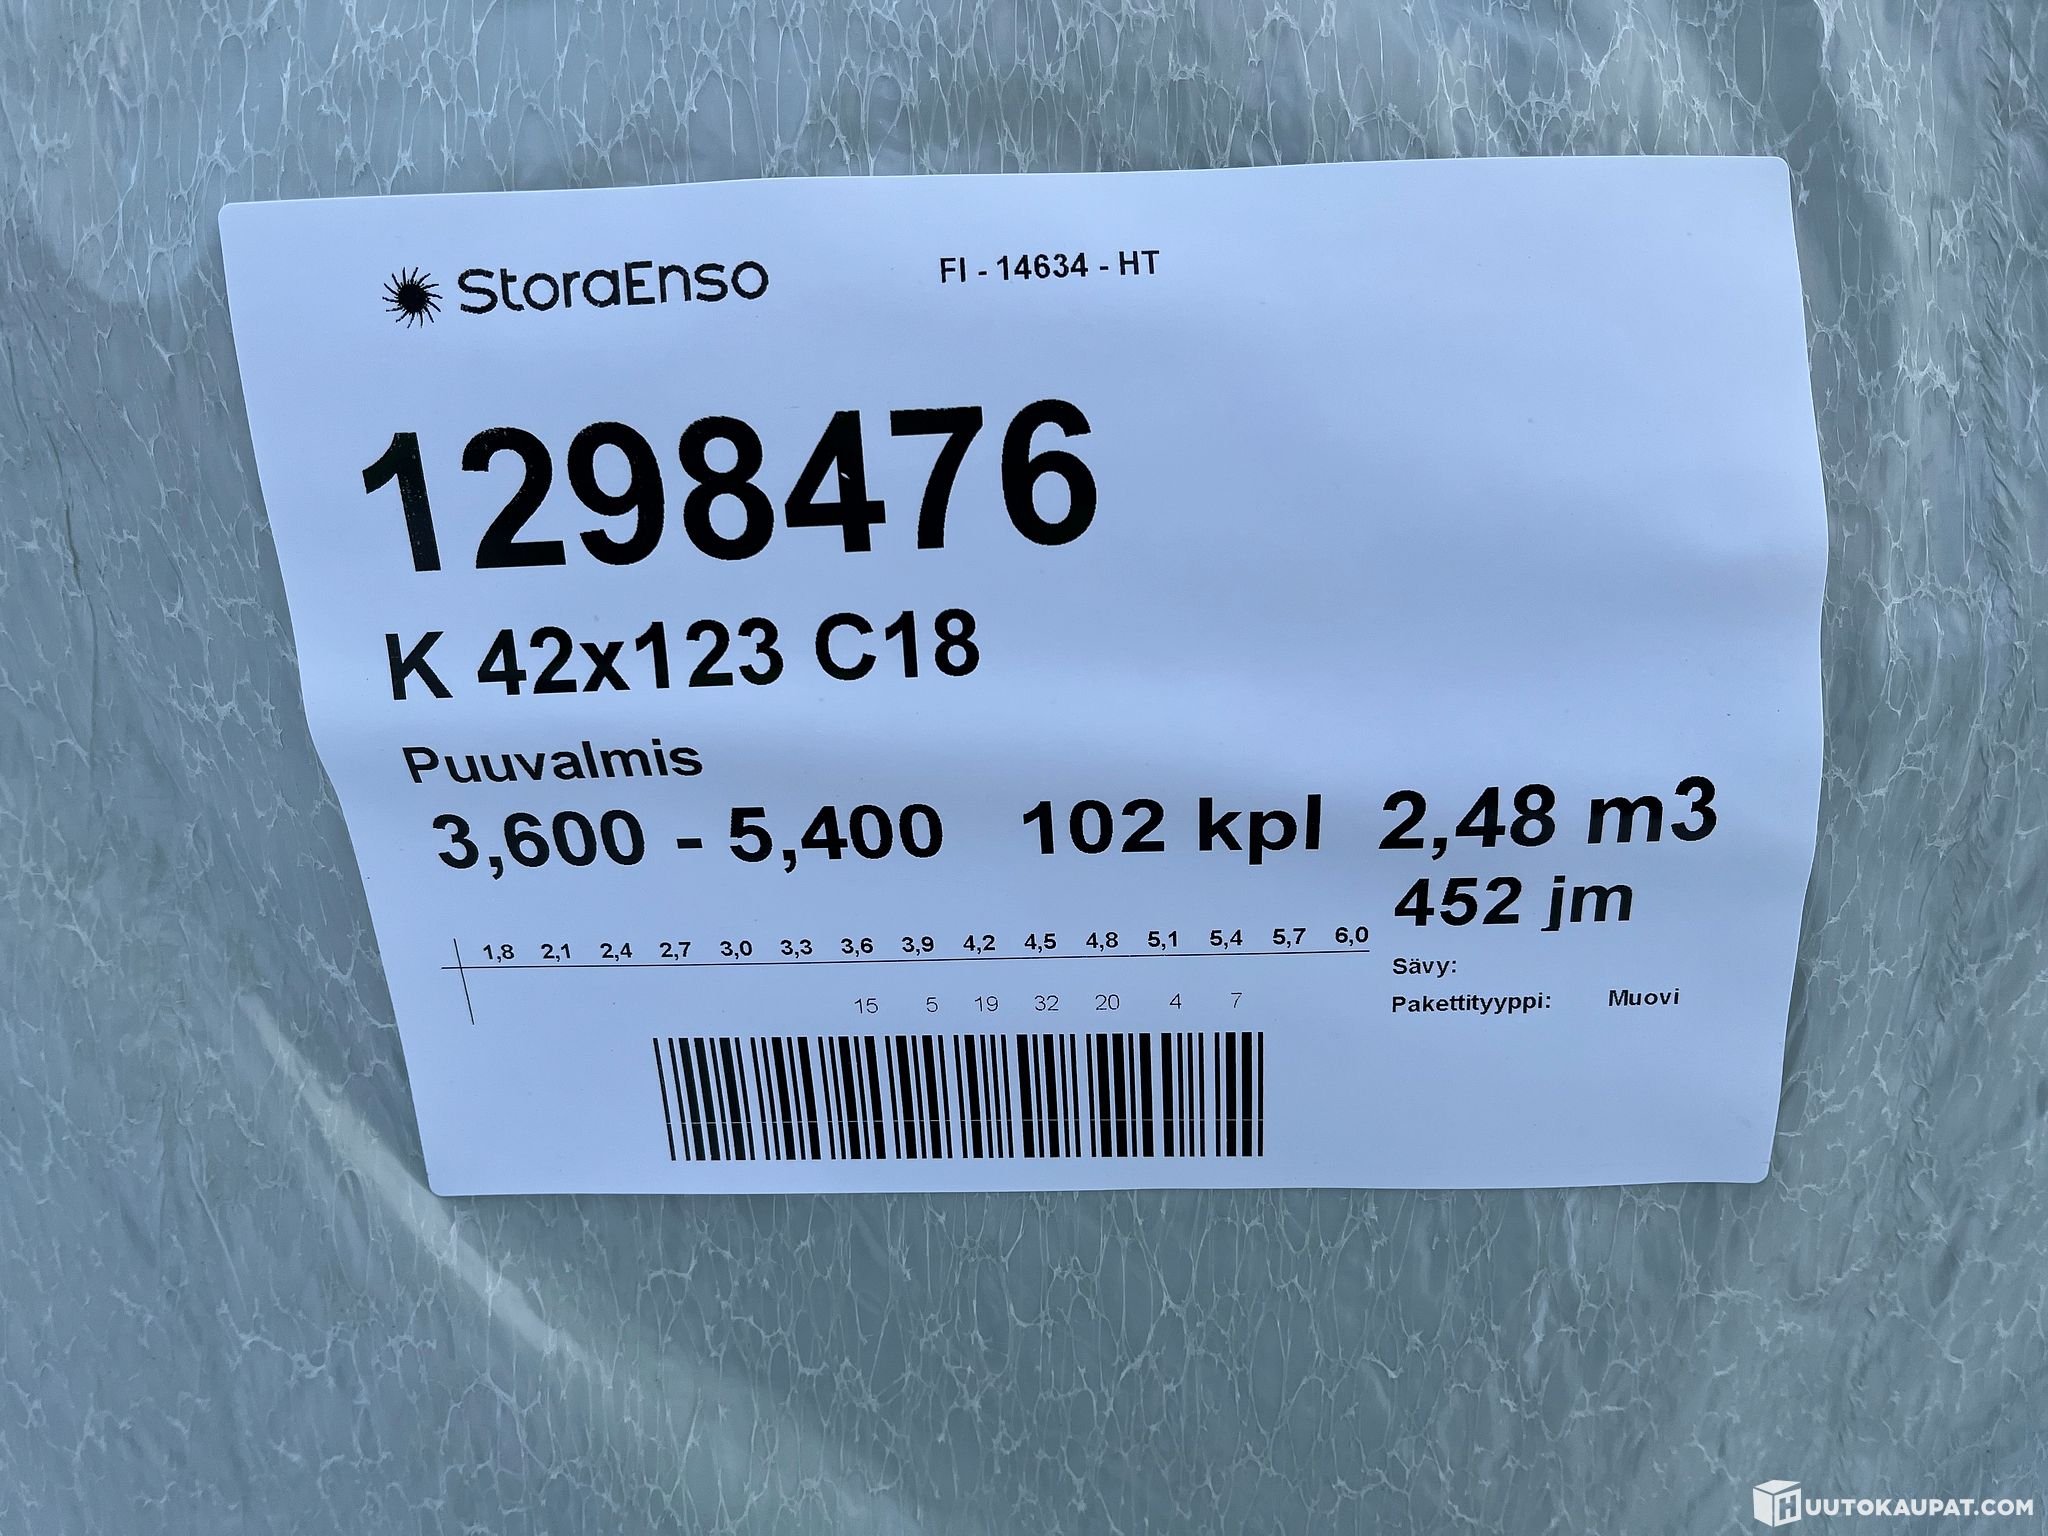 StoraEnso
FI - 14634 - HT
1298476
K 42x123 C18
Puuvalmis
3,600 - 5,400 102 kpl 2,48 m3
452 jm
1,8 2,1 2,4 2,7 3,0 3,3 3,6 3,9 4,2 4,5 4,8 5,1 5,4 5,7 6,0
15 5 19 32 20 4 7
Sävy:
Pakettityyppi: Muovi
HUUTOKAUPAT.COM